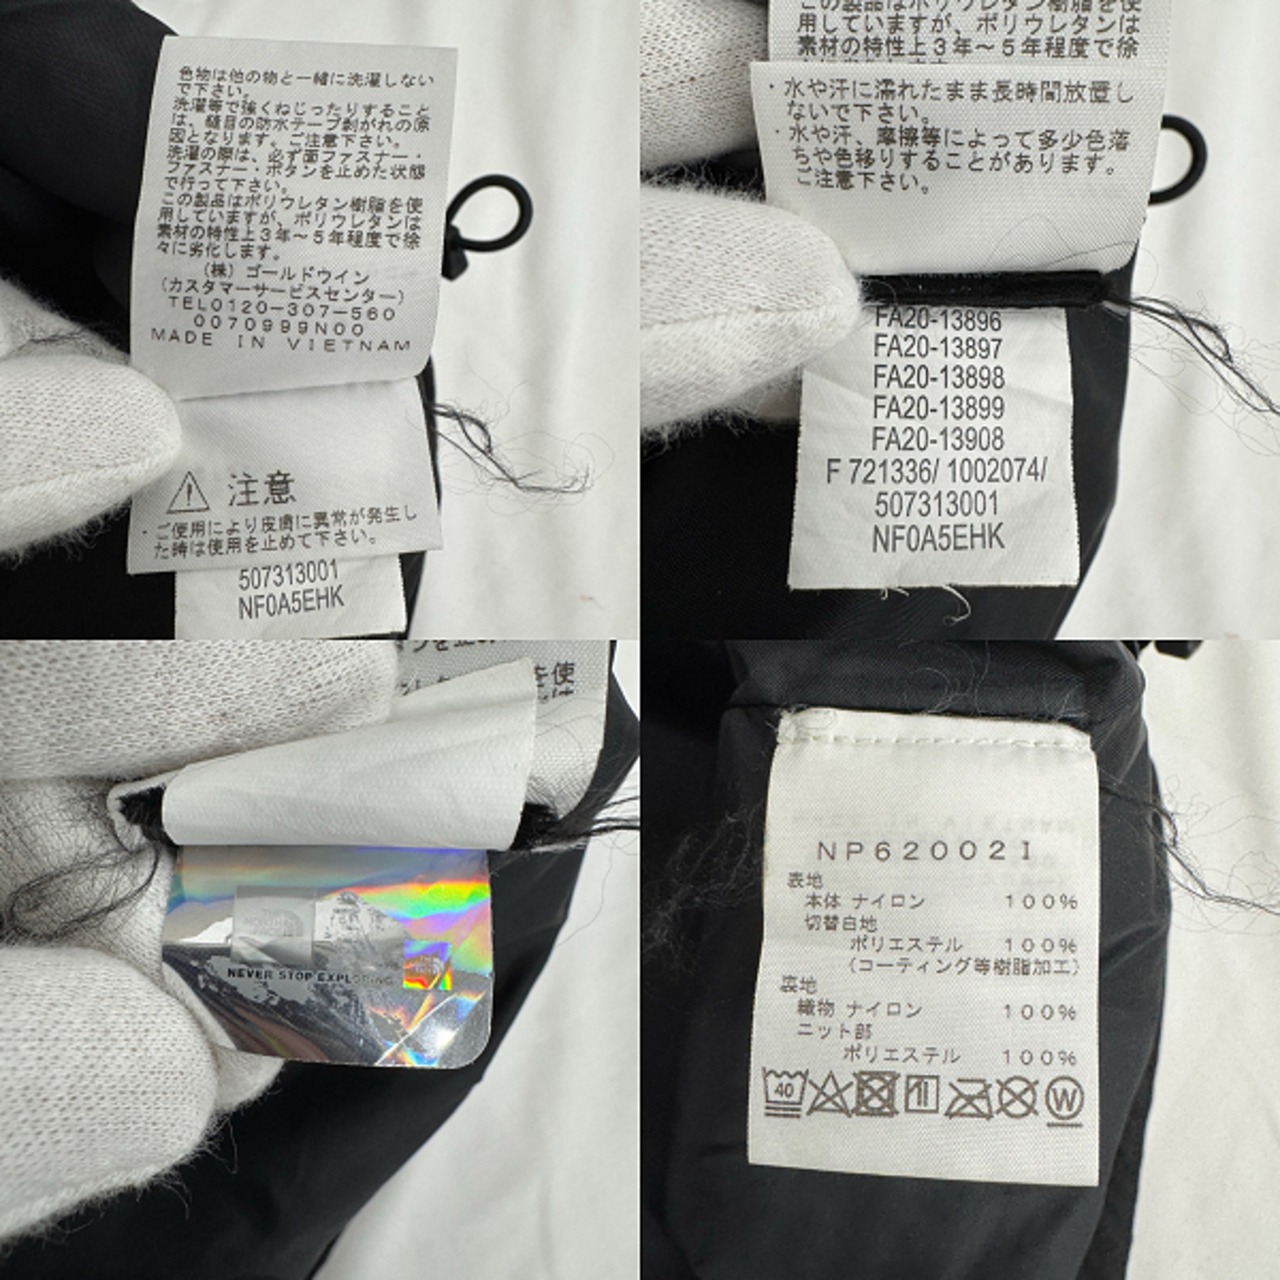 色物は他の物と一緒に洗濯しない
で下さい。
洗濯等で強くねじったりすること
は、縫目の防水テープ剥がれの原
因となります。ご注意下さい。
洗濯の際は、必ず面ファスナー・
ファスナー・ボタンを止めた状態
で行って下さい。
この製品はポリウレタン樹脂を使
用していますが、ポリウレタンは
素材の特性上3年〜5年程度で徐
々に劣化します。
(株)ゴールドウイン
(カスタマーサービスセンター)
TEL0120-307-560
0070999N00
MADE IN VIETNAM
注意
・ご使用により皮膚に異常が発生し
た時は使用を止めて下さい。
507313001
NF0A5EHK
この製品はポリウレタン樹脂を使
用していますが、ポリウレタンは
素材の特性上3年〜5年程度で徐
・水や汗に濡れたまま長時間放置し
ないで下さい。
・水や汗、摩擦等によって多少色落
ちや色移りすることがあります。
ご注意下さい。
FA20-13896
FA20-13897
FA20-13898
FA20-13899
FA20-13908
F 721336/ 1002074/
507313001
NF0A5EHK
を使
NEVER STOP EXPLORING
NP62002I
表地
本体 ナイロン 100%
切替白地
ポリエステル 100%
(コーティング等樹脂加工)
裏地
織物 ナイロン 100%
ニット部
ポリエステル 100%
40
W